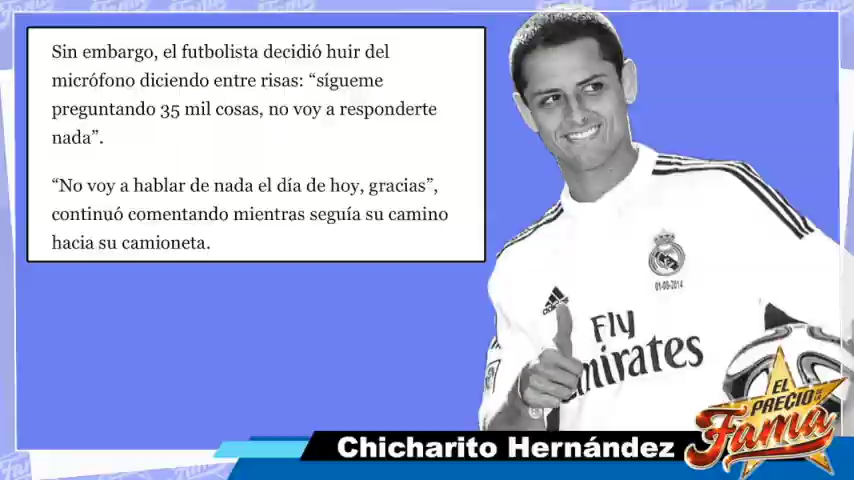 Sin embargo, el futbolista decidió huir del
micrófono diciendo entre risas: “sígueme
preguntando 35 mil cosas, no voy a responderte
nada”.
“No voy a hablar de nada el día de hoy, gracias”,
continuó comentando mientras seguía su camino
hacia su camioneta.
01-09-2014
Fly
Emirates
Chicharito Hernández
EL
PRECIO
DE LA
Fama